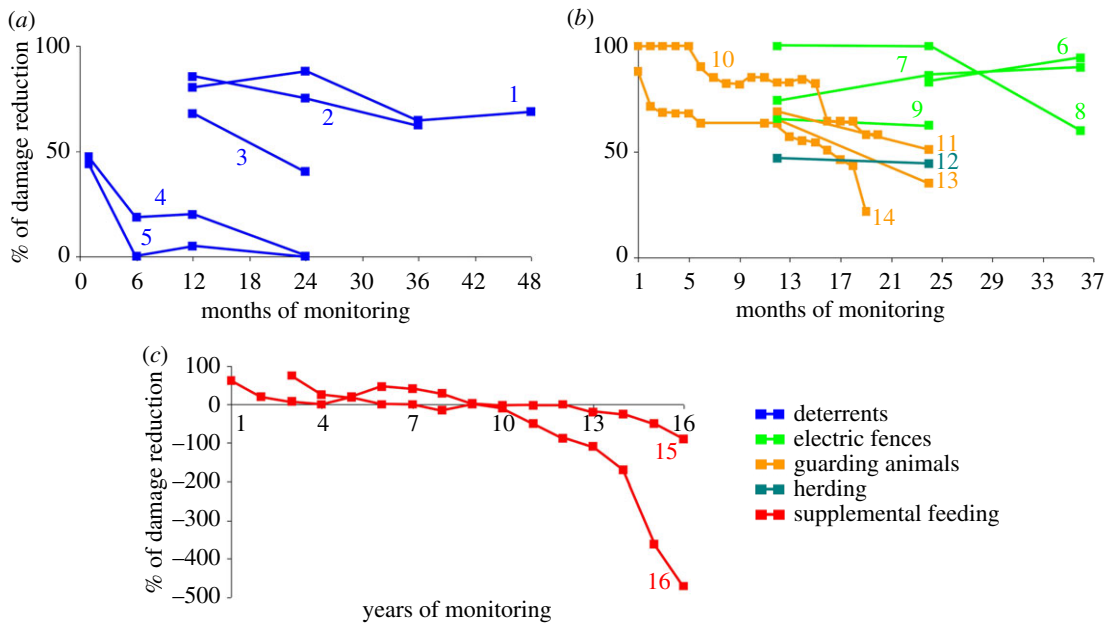 (a)
% of damage reduction
100
50
0
1
2
3
4
5
0 6 12 18 24 30 36 42 48
months of monitoring
(b)
100
50
0
10
7
6
9
8
11
12
13
14
1 5 9 13 17 21 25 29 33 37
months of monitoring
(c)
% of damage reduction
100
0
–100
–200
–300
–400
–500
1 4 7 10 13 16
15
16
years of monitoring
deterrents
electric fences
guarding animals
herding
supplemental feeding